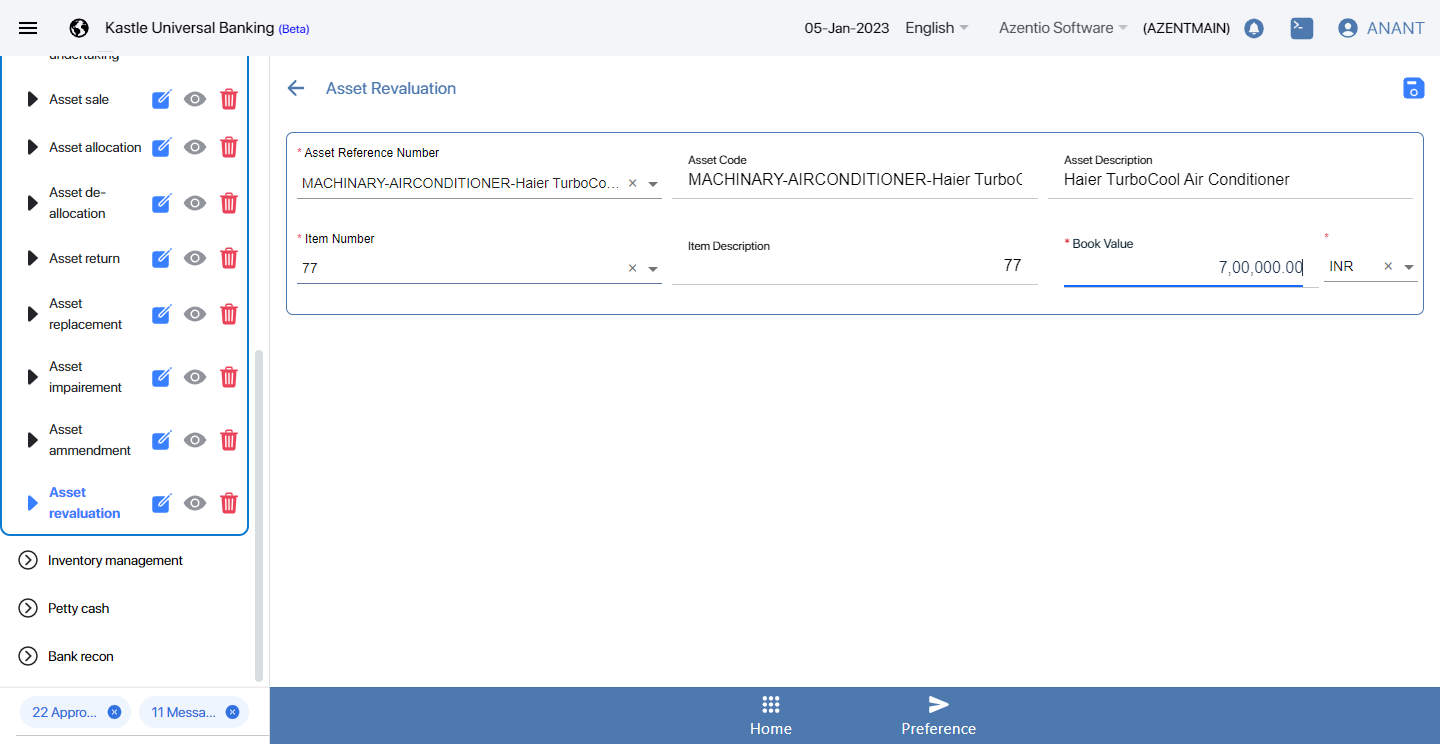 Kastle Universal Banking (Beta)
05-Jan-2023
English
Azentio Software
(AZENTMAIN)
ANANT
undertaking
Asset sale
Asset allocation
Asset de-
allocation
Asset return
Asset
replacement
Asset
impairement
Asset
ammendment
Asset
revaluation
Inventory management
Petty cash
Bank recon
22 Appro...
11 Messa...
Asset Revaluation
* Asset Reference Number
MACHINARY-AIRCONDITIONER-Haier TurboCo...
Asset Code
MACHINARY-AIRCONDITIONER-Haier TurboC
Asset Description
Haier TurboCool Air Conditioner
* Item Number
77
Item Description
77
* Book Value
7,00,000.00
*
INR
Home
Preference